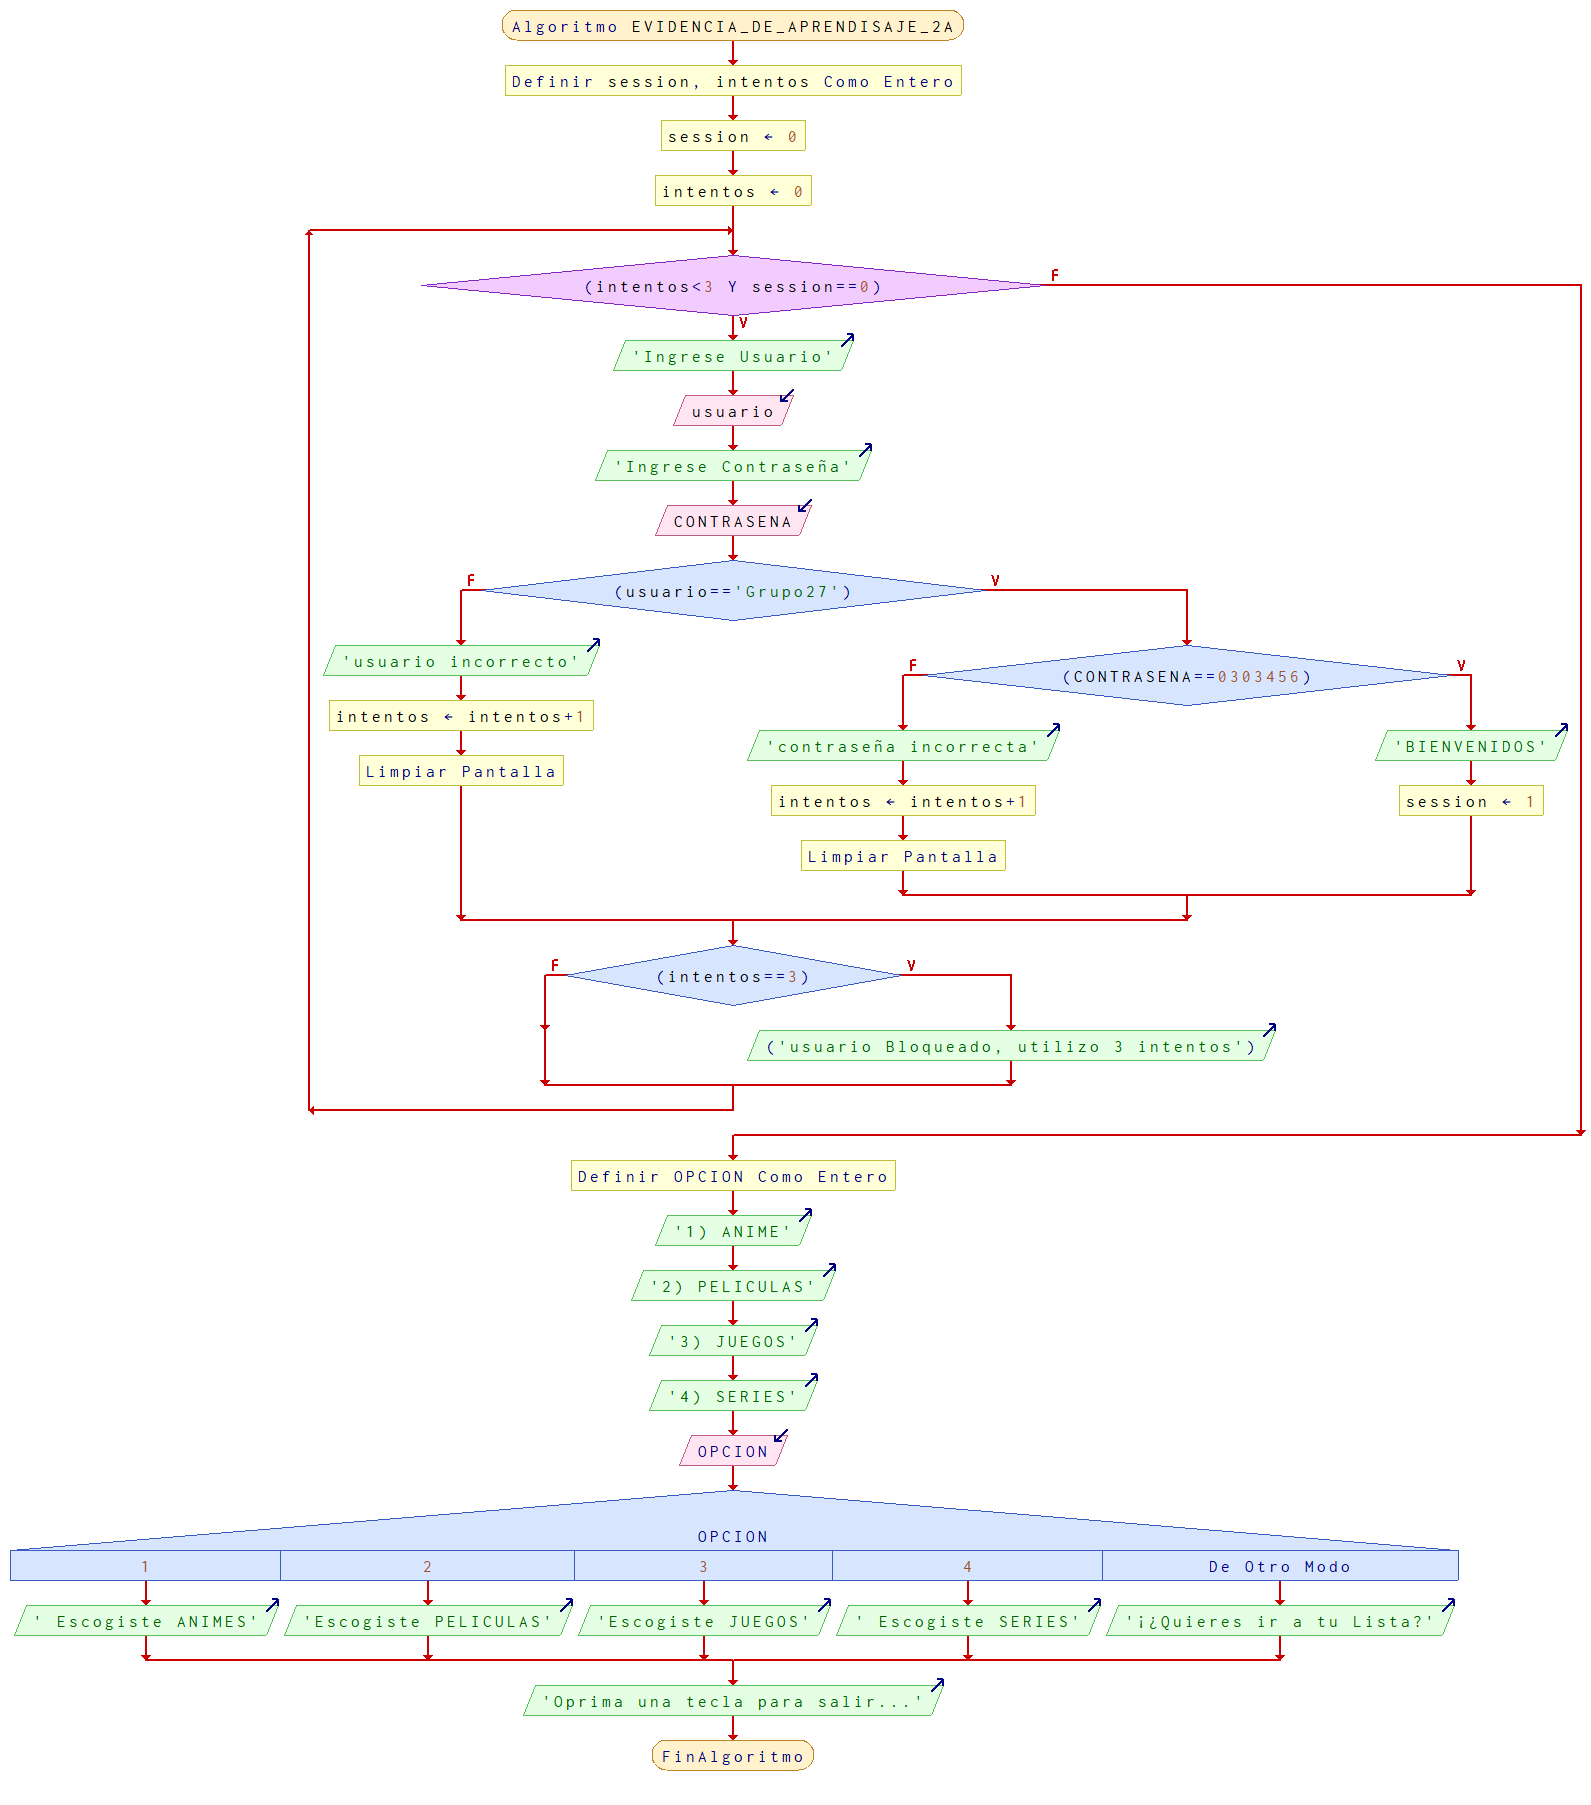 Algoritmo EVIDENCIA_DE_APRENDISAJE_2A
Definir session, intentos Como Entero
session ← 0
intentos ← 0
(intentos<3 Y session==0)
F
V
'Ingrese Usuario'
usuario
'Ingrese Contraseña'
CONTRASENA
(usuario=='Grupo27')
F
V
'usuario incorrecto'
intentos ← intentos+1
Limpiar Pantalla
(CONTRASENA==0303456)
F
V
'contraseña incorrecta'
intentos ← intentos+1
Limpiar Pantalla
'BIENVENIDOS'
session ← 1
(intentos==3)
F
V
('usuario Bloqueado, utilizo 3 intentos')
Definir OPCION Como Entero
'1) ANIME'
'2) PELICULAS'
'3) JUEGOS'
'4) SERIES'
OPCION
OPCION
1
2
3
4
De Otro Modo
' Escogiste ANIMES'
'Escogiste PELICULAS'
'Escogiste JUEGOS'
' Escogiste SERIES'
'¡¿Quieres ir a tu Lista?'
'Oprima una tecla para salir...'
FinAlgoritmo